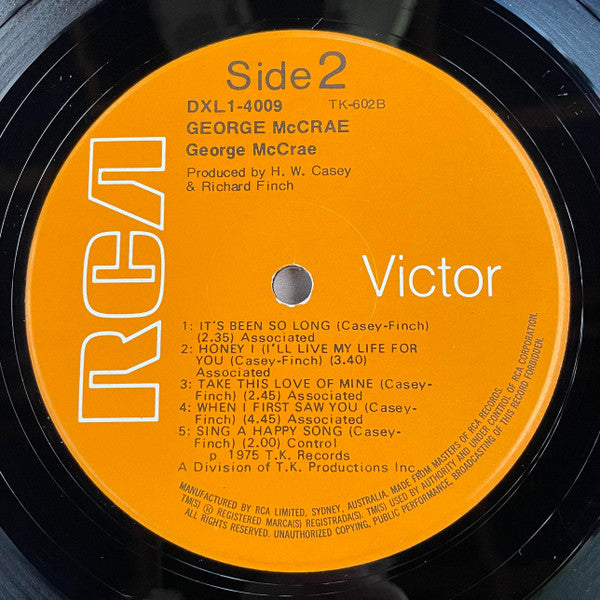 Side 2
DXL1-4009 TK-602B
GEORGE McCRAE
George McCrae
Produced by H. W. Casey
& Richard Finch
RCA
Victor
1: IT'S BEEN SO LONG (Casey-Finch)
(2.35) Associated
2: HONEY I (I'LL LIVE MY LIFE FOR
YOU (Casey-Finch) (3.40)
Associated
3: TAKE THIS LOVE OF MINE (Casey-
Finch) (2.45) Associated
4: WHEN I FIRST SAW YOU (Casey-
Finch) (2.45) Associated
5: SING A HAPPY SONG (Casey-
Finch) (2.00) Control
p 1975 T.K. Records
A Division of T.K. Productions Inc.
MANUFACTURED BY RCA LIMITED, SYDNEY, AUSTRALIA. MADE FROM MASTERS OF RCA RECORDS.
TM(S) ® REGISTERED MARCA(S) REGISTRADA(S). TM(S) USED BY AUTHORITY AND UNDER CONTROL OF RCA CORPORATION.
ALL RIGHTS RESERVED. UNAUTHORIZED COPYING, PUBLIC PERFORMANCE, BROADCASTING OF THIS RECORD FORBIDDEN.